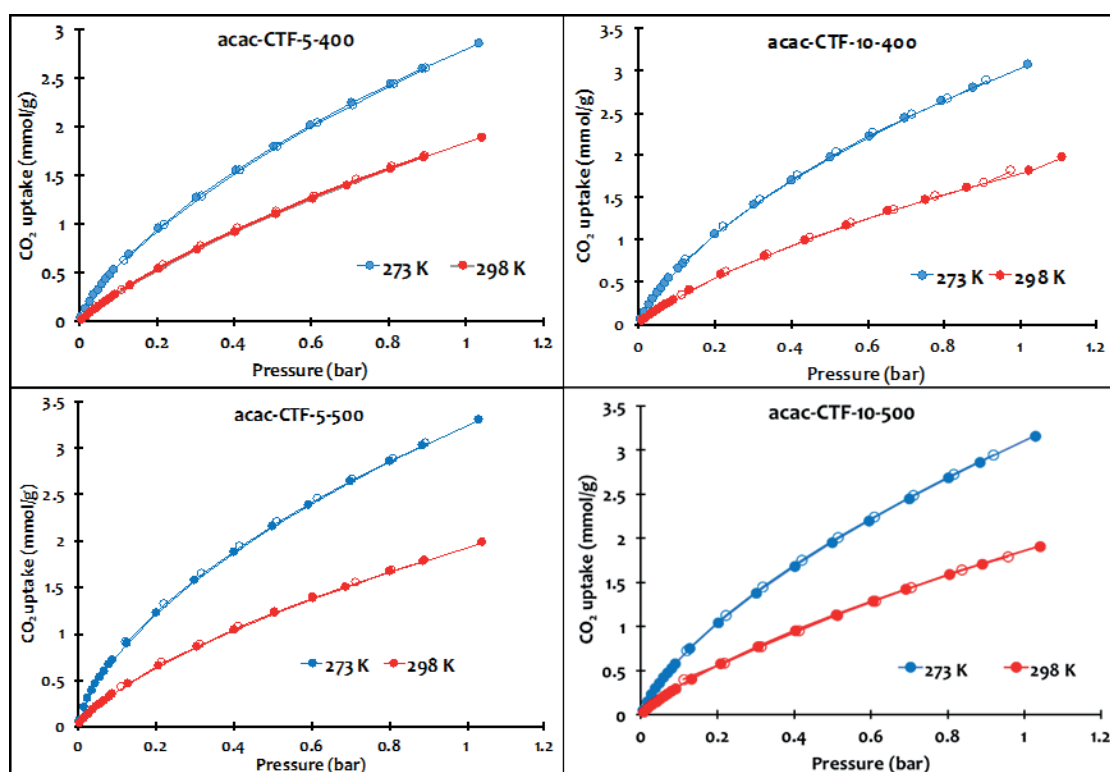 acac-CTF-5-400
CO₂ uptake (mmol/g)
3
2.5
2
1.5
1
0.5
0
273 K
298 K
0 0.2 0.4 0.6 0.8 1 1.2
Pressure (bar)
acac-CTF-10-400
CO₂ uptake (mmol/g)
3.5
3
2.5
2
1.5
1
0.5
0
273 K
298 K
0 0.2 0.4 0.6 0.8 1 1.2
Pressure (bar)
acac-CTF-5-500
CO₂uptake (mmol/g)
3.5
3
2.5
2
1.5
1
0.5
0
273 K
298 K
0 0.2 0.4 0.6 0.8 1 1.2
Pressure (bar)
acac-CTF-10-500
CO₂ uptake (mmol/g)
3.5
3
2.5
2
1.5
1
0.5
0
273 K
298 K
0 0.2 0.4 0.6 0.8 1 1.2
Pressure (bar)